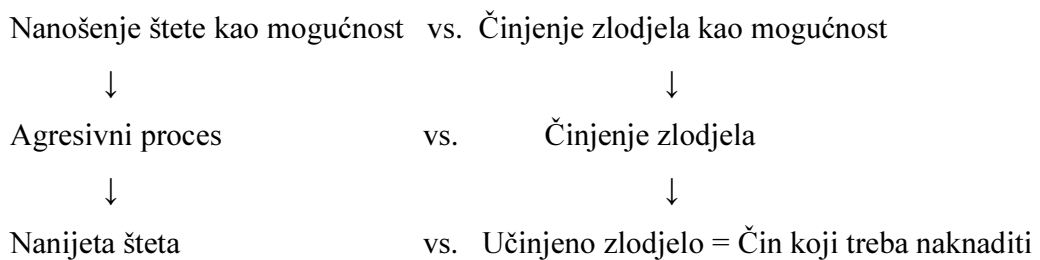 Nanošenje štete kao mogućnost vs. Činjenje zlodjela kao mogućnost
↓ ↓
Agresivni proces vs. Činjenje zlodjela
↓ ↓
Nanijeta šteta vs. Učinjeno zlodjelo = Čin koji treba naknaditi